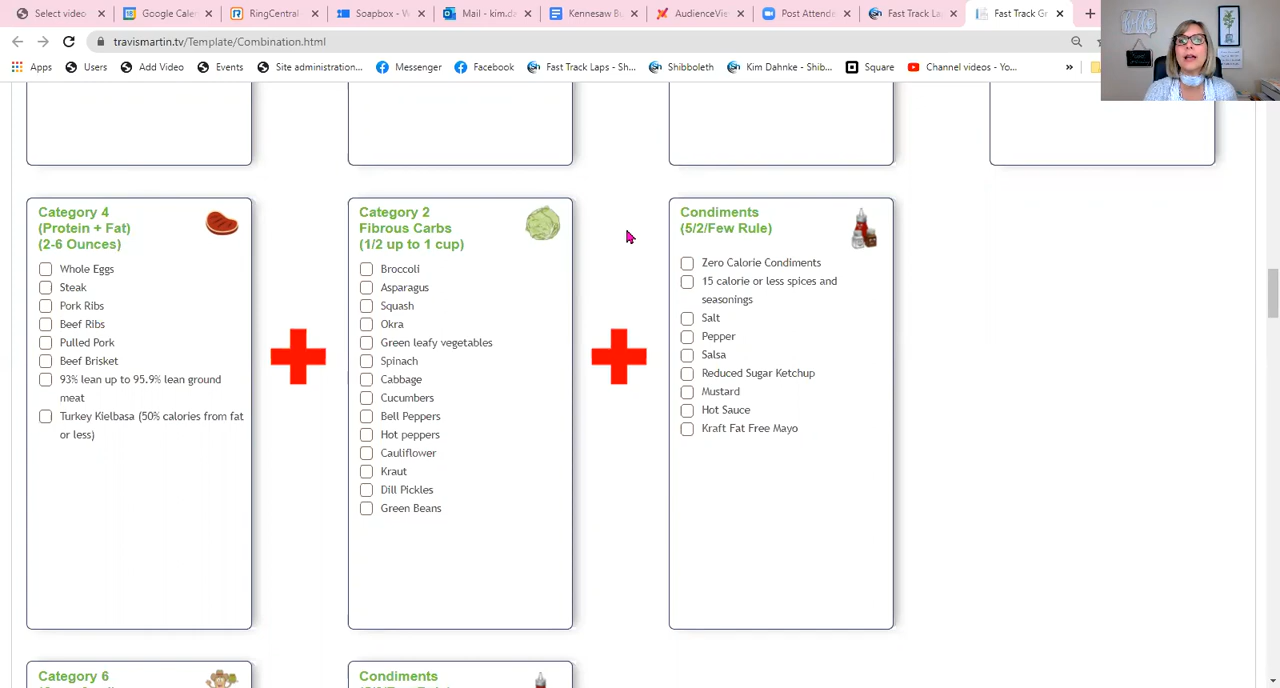 Select video
Google Cale
RingCentral
Soapbox - W
Mail - kim.da
Kennesaw Bu
AudienceVie
Post Attende
Fast Track La
Fast Track Gr
travismartin.tv/Template/Combination.html
Apps
Users
Add Video
Events
Site administration...
Messenger
Fast Track Laps - Sh...
Shibboleth
Kim Dahnke - Shib...
Square
Channel videos - Yo...
»
Category 4
(Protein + Fat)
(2-6 Ounces)
Whole Eggs
Steak
Pork Ribs
Beef Ribs
Pulled Pork
Beef Brisket
93% lean up to 95.9% lean ground
meat
Turkey Kielbasa (50% calories from fat
or less)
Category 2
Fibrous Carbs
(1/2 up to 1 cup)
Broccoli
Asparagus
Squash
Okra
Green leafy vegetables
Spinach
Cabbage
Cucumbers
Bell Peppers
Hot peppers
Cauliflower
Kraut
Dill Pickles
Green Beans
Condiments
(5/2/Few Rule)
Zero Calorie Condiments
15 calorie or less spices and
seasonings
Salt
Pepper
Salsa
Reduced Sugar Ketchup
Mustard
Hot Sauce
Kraft Fat Free Mayo
Category 6
Condiments